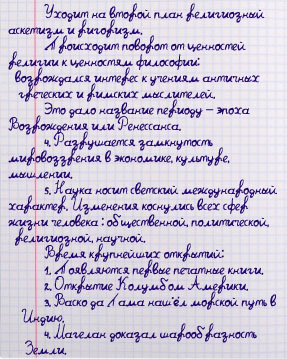 Уходит на второй план религиозный
аскетизм и ригоризм.
Происходит поворот от ценностей
религии к ценностям философии:
возрождался интерес к учениям античных
греческих и римских мыслителей.
Это дало название периоду – эпоха
Возрождения или Ренессанса.
4. Разрушается замкнутость
мировоззрения в экономике, культуре,
мышлении.
5. Наука носит светский международный
характер. Изменения коснулись всех сфер
жизни человека: общественной, политической,
религиозной, научной.
Время крупнейших открытий:
1. Появляются первые печатные книги.
2. Открытие Колумбом Америки.
3. Васко да Гама нашёл морской путь в
Индию.
4. Магелан доказал шарообразность
Земли.